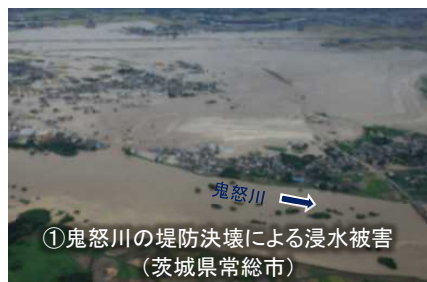 鬼怒川
①鬼怒川の堤防決壊による浸水被害
（茨城県常総市）